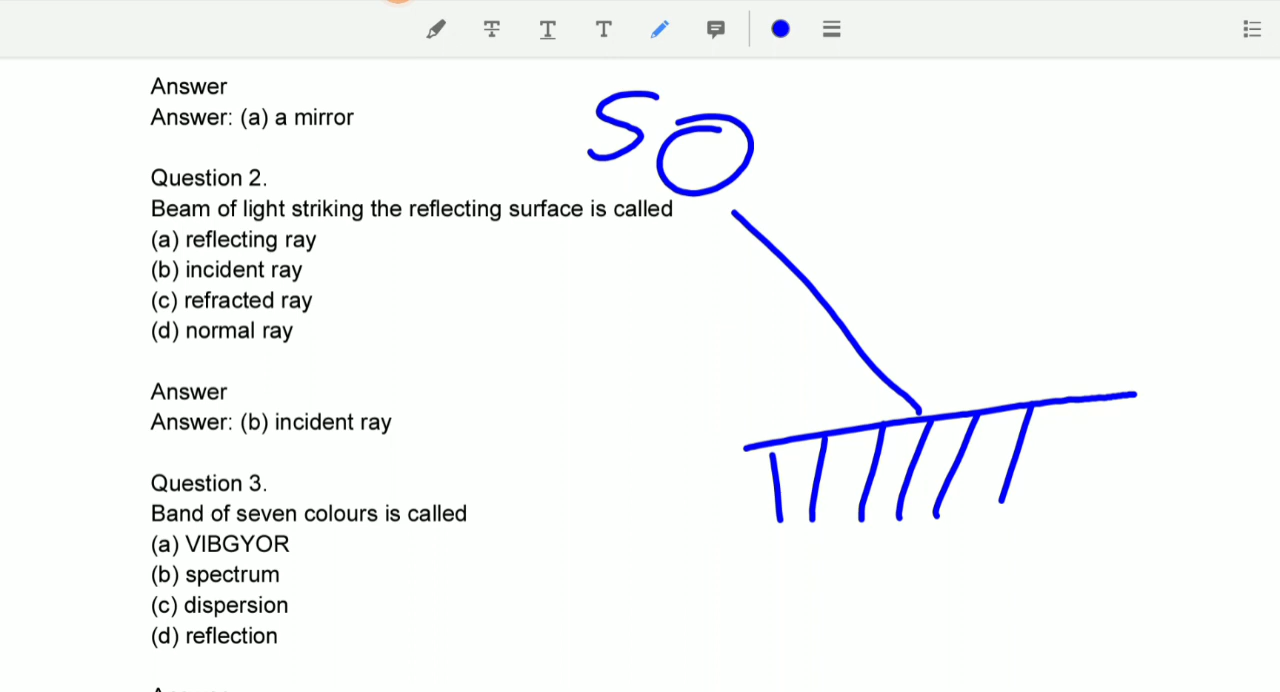 Answer
Answer: (a) a mirror
S
Question 2.
Beam of light striking the reflecting surface is called
(a) reflecting ray
(b) incident ray
(c) refracted ray
(d) normal ray
Answer
Answer: (b) incident ray
Question 3.
Band of seven colours is called
(a) VIBGYOR
(b) spectrum
(c) dispersion
(d) reflection